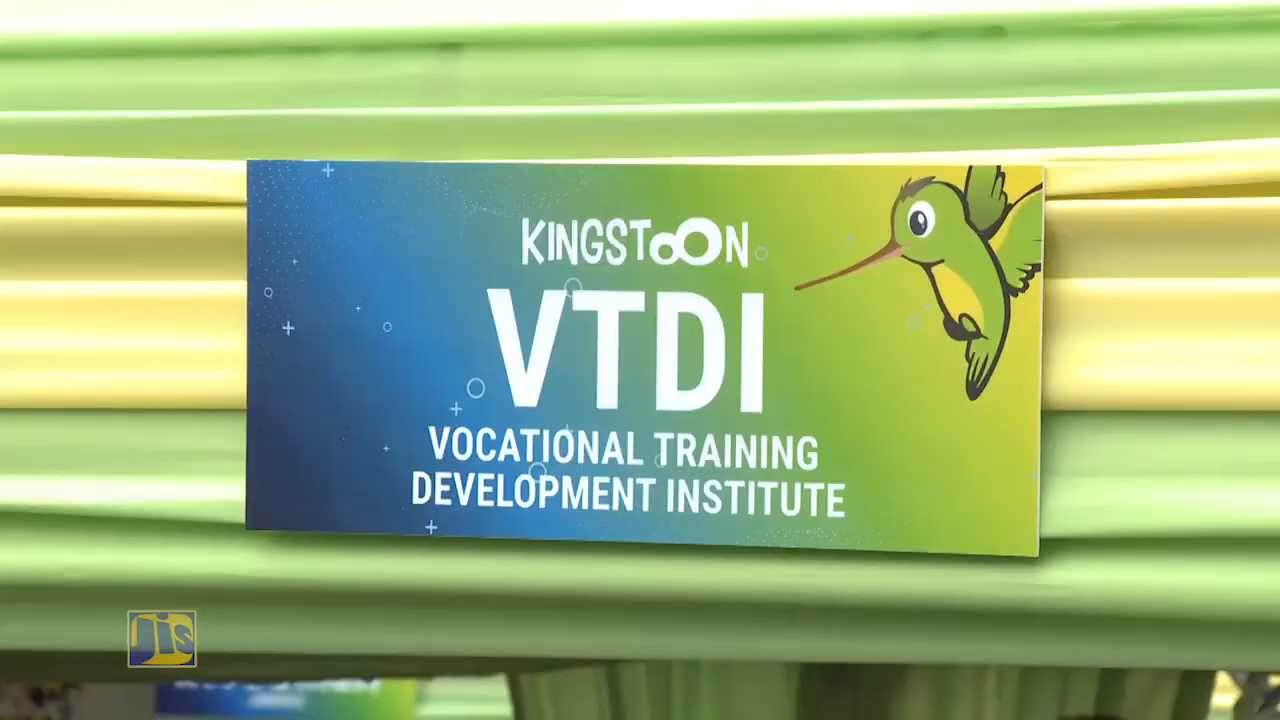 KINGSTOON
VTDI
VOCATIONAL TRAINING
DEVELOPMENT INSTITUTE
JIS